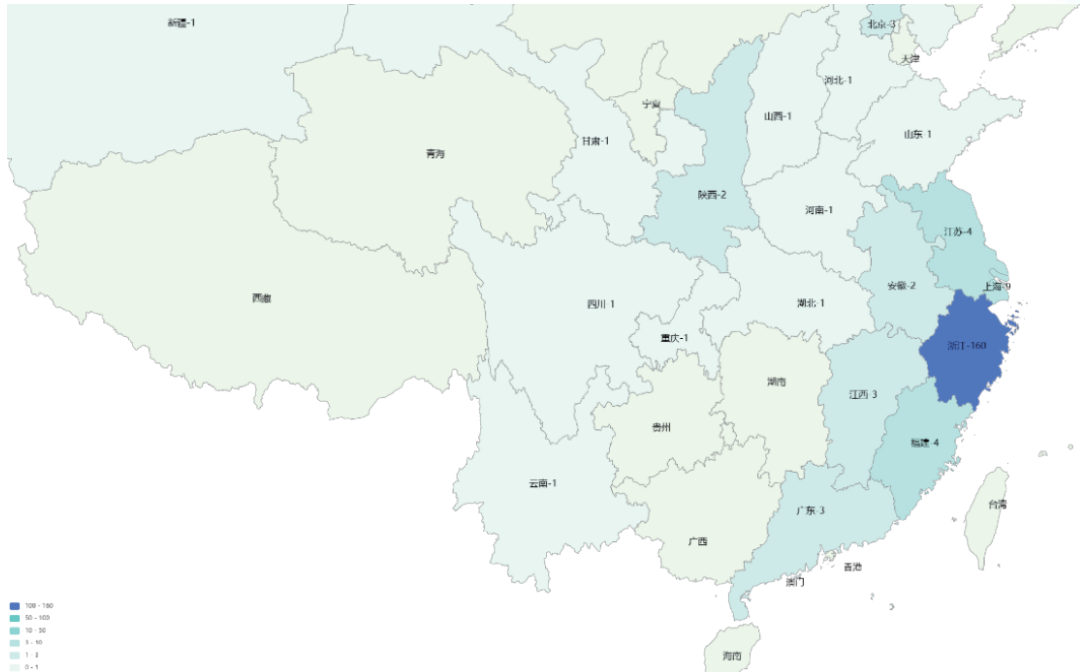 新疆-1
北京-3
天津
河北-1
宁夏
山西-1
甘肃-1
山东-1
青海
陕西-2
河南-1
江苏-4
西藏
四川-1
湖北-1
安徽-2
上海-9
重庆-1
浙江-160
湖南
江西-3
贵州
福建-4
云南-1
广东-3
台湾
广西
香港
澳门
海南
100 - 160
50 - 100
10 - 50
0 - 1